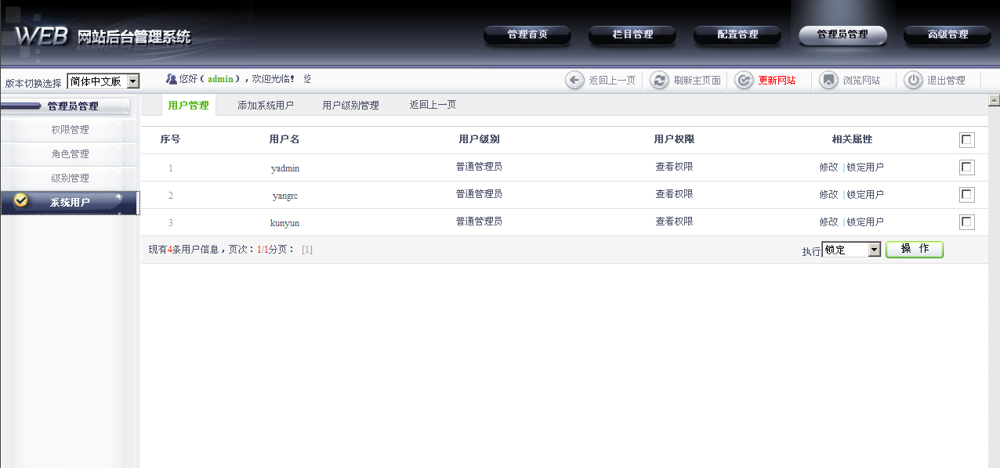 WEB 网站后台管理系统
管理首页 栏目管理 配置管理 管理员管理 高级管理
版本切换选择 简体中文版 您好（admin），欢迎光临！ 您 返回上一页 刷新主页面 更新网站 浏览网站 退出管理
管理员管理
权限管理
角色管理
级别管理
系统用户
用户管理 添加系统用户 用户级别管理 返回上一页
序号 用户名 用户级别 用户权限 相关属性
1 yadmin 普通管理员 查看权限 修改 |锁定用户
2 yangrc 普通管理员 查看权限 修改 |锁定用户
3 kunyun 普通管理员 查看权限 修改 |锁定用户
现有4条用户信息，页次：1/1分页： [1] 执行 锁定 操 作